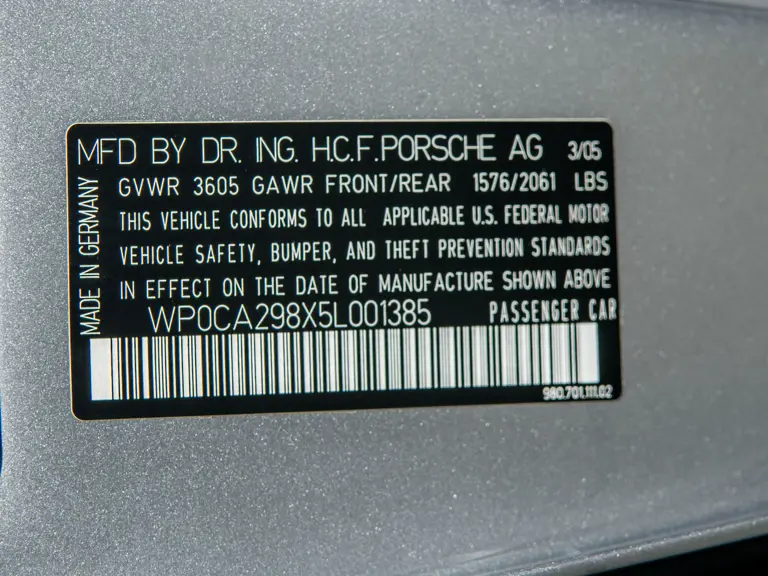 MFD BY DR. ING. H.C.F.PORSCHE AG 3/05
GVWR 3605 GAWR FRONT/REAR 1576/2061 LBS
THIS VEHICLE CONFORMS TO ALL APPLICABLE U.S. FEDERAL MOTOR
VEHICLE SAFETY, BUMPER, AND THEFT PREVENTION STANDARDS
IN EFFECT ON THE DATE OF MANUFACTURE SHOWN ABOVE
WP0CA298X5L001385 PASSENGER CAR
980.701.111.02
MADE IN GERMANY